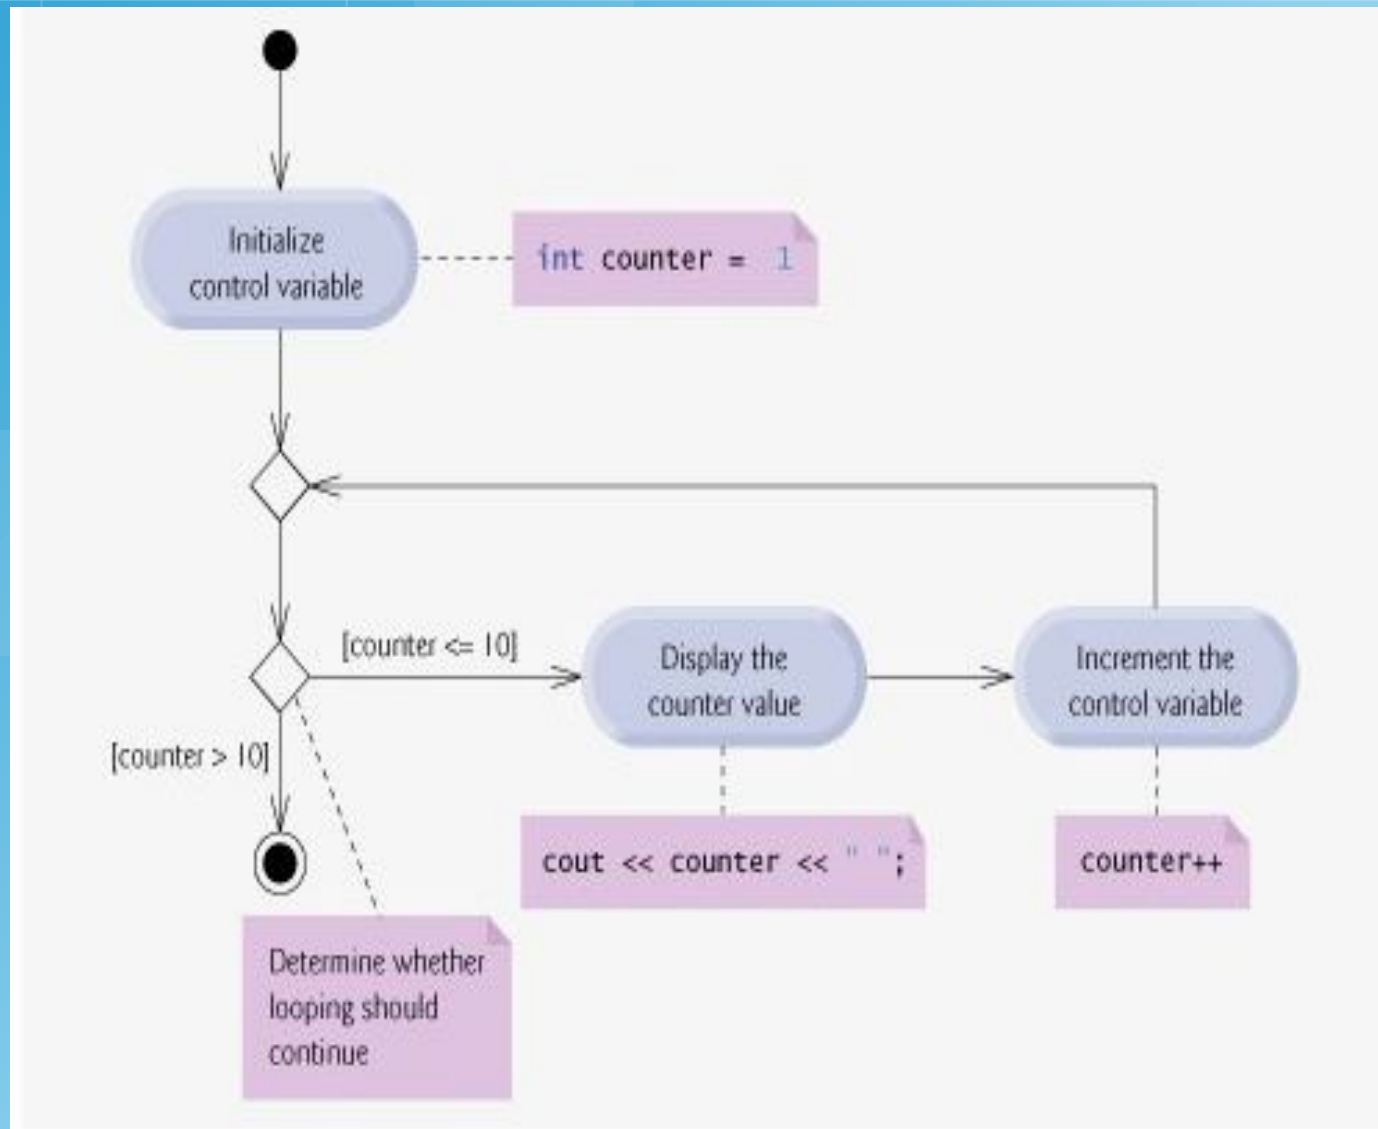 Initialize
control variable
int counter = 1
[counter <= 10]
Display the
counter value
Increment the
control variable
[counter > 10]
cout << counter << " ";
counter++
Determine whether
looping should
continue